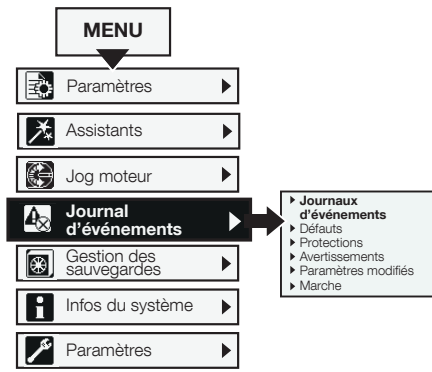 MENU
Paramètres
Assistants
Jog moteur
Journal
d'événements
Gestion des
sauvegardes
Infos du système
Paramètres
Journaux
d'événements
Défauts
Protections
Avertissements
Paramètres modifiés
Marche